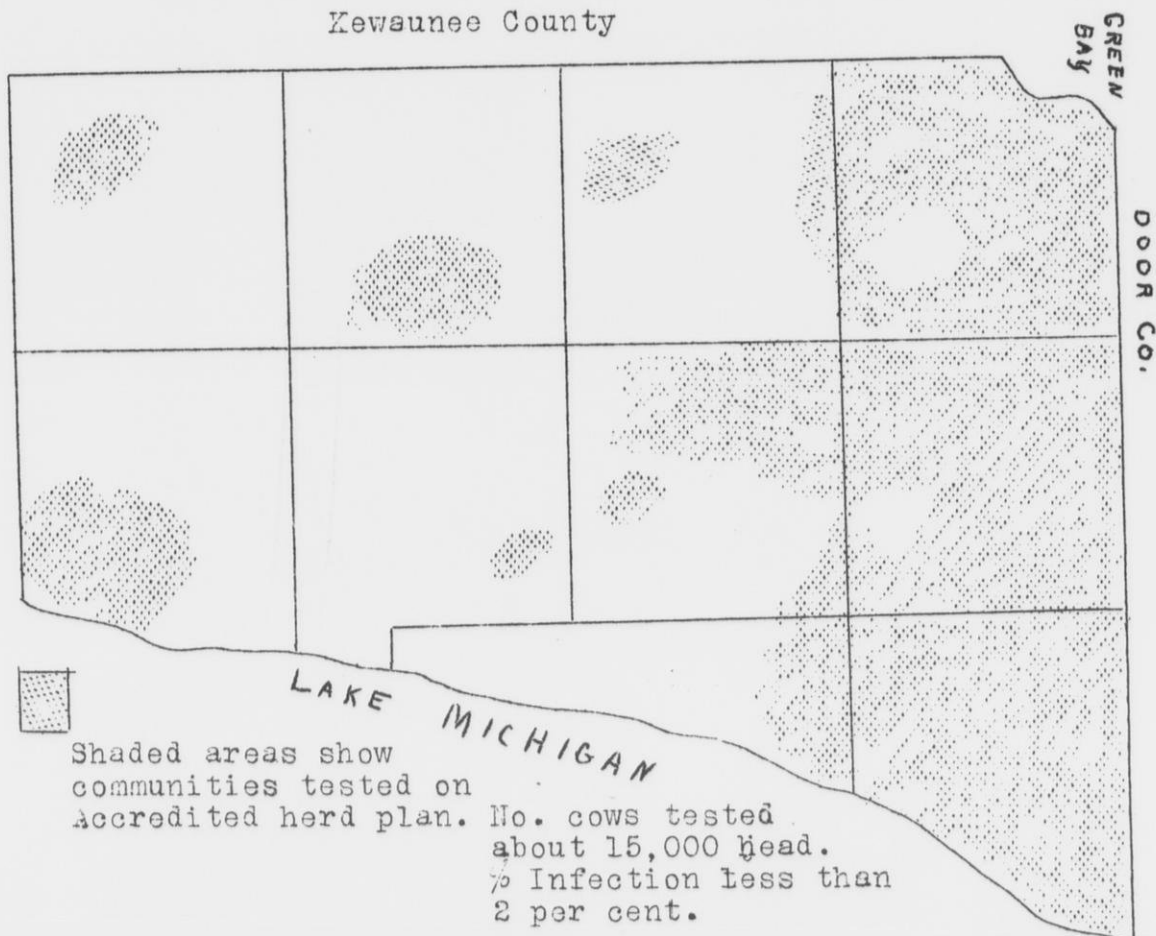 Kewaunee County
GREEN
BAY
DOOR CO.
LAKE MICHIGAN
Shaded areas show
communities tested on
Accredited herd plan.
No. cows tested
about 15,000 head.
% Infection less than
2 per cent.